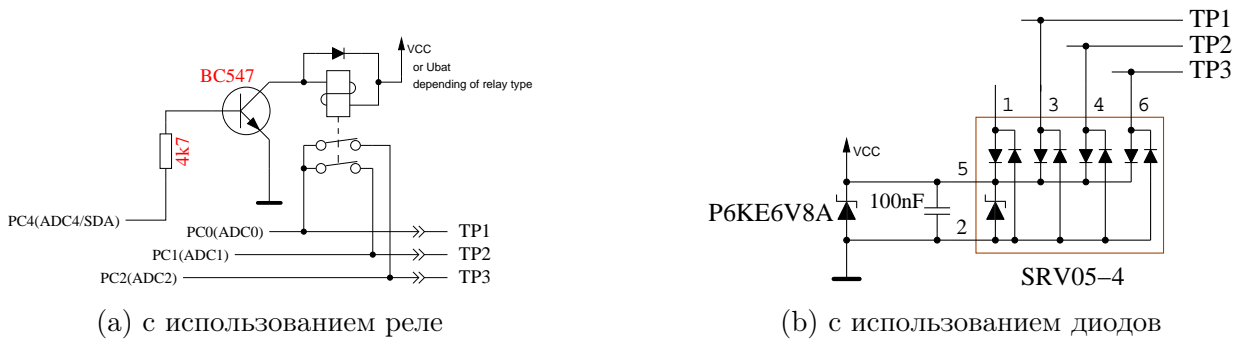 BC547
VCC
or Ubat
depending of relay type
4k7
PC4(ADC4/SDA)
PC0(ADC0)
TP1
PC1(ADC1)
TP2
PC2(ADC2)
TP3
(a) с использованием реле
TP1
TP2
TP3
1
3
4
6
VCC
5
P6KE6V8A
100nF
2
SRV05–4
(b) с использованием диодов